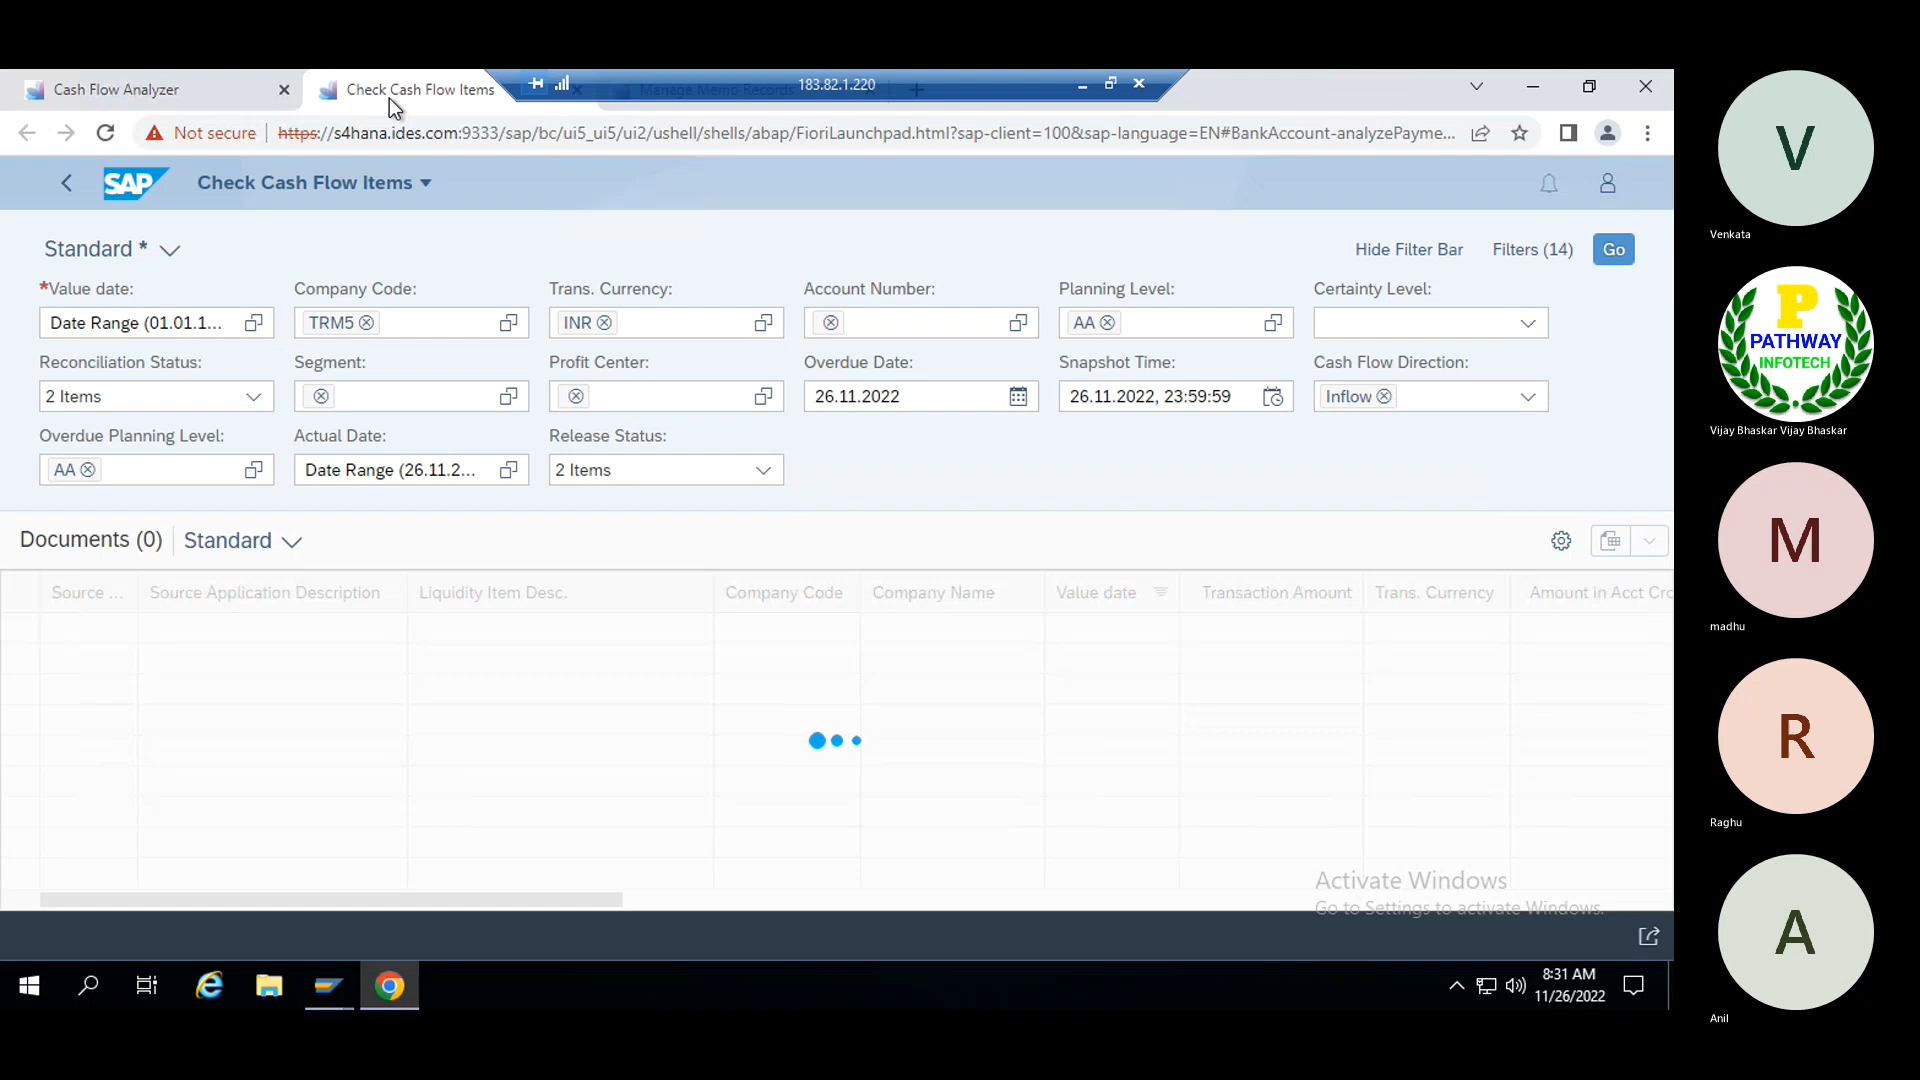 Cash Flow Analyzer
Check Cash Flow Items
Manage Memo Records
183.82.1.220
Not secure
https://s4hana.ides.com:9333/sap/bc/ui5_ui5/ui2/ushell/shells/abap/FioriLaunchpad.html?sap-client=100&sap-language=EN#BankAccount-analyzePayme...
SAP
Check Cash Flow Items
Standard *
Hide Filter Bar
Filters (14)
Go
*Value date:
Company Code:
Trans. Currency:
Account Number:
Planning Level:
Certainty Level:
Date Range (01.01.1...
TRM5
INR
AA
Reconciliation Status:
Segment:
Profit Center:
Overdue Date:
Snapshot Time:
Cash Flow Direction:
2 Items
26.11.2022
26.11.2022, 23:59:59
Inflow
Overdue Planning Level:
Actual Date:
Release Status:
AA
Date Range (26.11.2...
2 Items
Documents (0)
Standard
Source ...
Source Application Description
Liquidity Item Desc.
Company Code
Company Name
Value date
Transaction Amount
Trans. Currency
Amount in Acct Crc
Activate Windows
Go to Settings to activate Windows.
8:31 AM
11/26/2022
V
Venkata
P
PATHWAY
INFOTECH
Vijay Bhaskar Vijay Bhaskar
M
madhu
R
Raghu
A
Anil